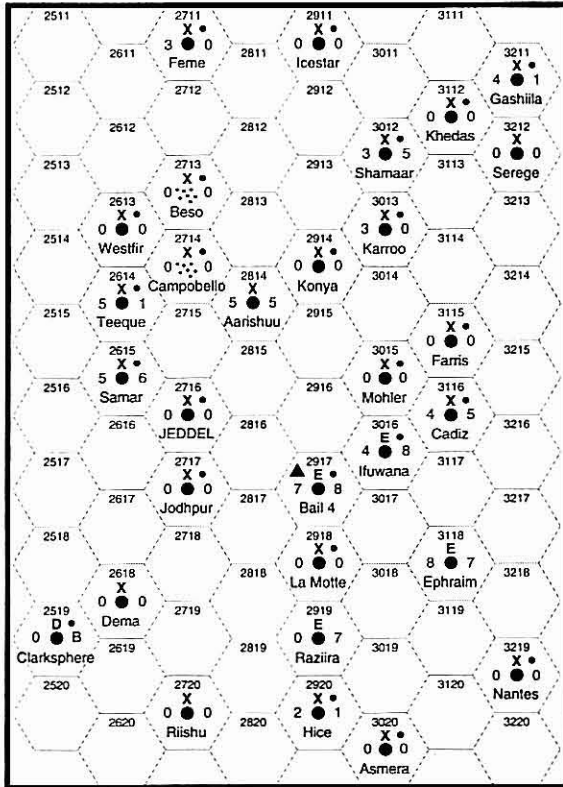 2511 2711 2911 3111
X X
3 0 0 0
2611 2811 3011 3211
Feme Icestar
X
4 1
2512 2712 2912 3112
Gashiila
X
0 0
2612 2812 3012 3212
Khedas
X X
3 5 0 0
2513 2713 2913 3113
Shamaar Serege
X
0 0
2613 2813 3013 3213
Beso
X X
0 0 3 0
2514 2714 2914 3114
Westfir Karroo
X X
0 0 0 0
2614 2814 3014 3214
Campobello Konya
X X
5 1 5 5
2515 2715 2915 3115
Teeque Aarishuu
X
0 0
2615 2815 3015 3215
Farris
X X
5 6 0 0
2516 2716 2916 3116
Samar Mohler
X X
0 0 4 5
2616 2816 3016 3216
JEDDEL Cadiz
E
4 8
2517 2717 2917 3117
Ifuwana
X E
0 0 7 8
2617 2817 3017 3217
Jodhpur Bail 4
2518 2718 2918 3118
X E
0 0 8 7
2618 2818 3018 3218
La Motte Ephraim
X
0 0
2519 2719 2919 3119
Dema
D E
0 B 0 7
2619 2819 3019 3219
Clarksphere Raziira
X
0 0
2520 2720 2920 3120
Nantes
X X
0 0 2 1
2620 2820 3020 3220
Riishu Hice
X
0 0
Asmera